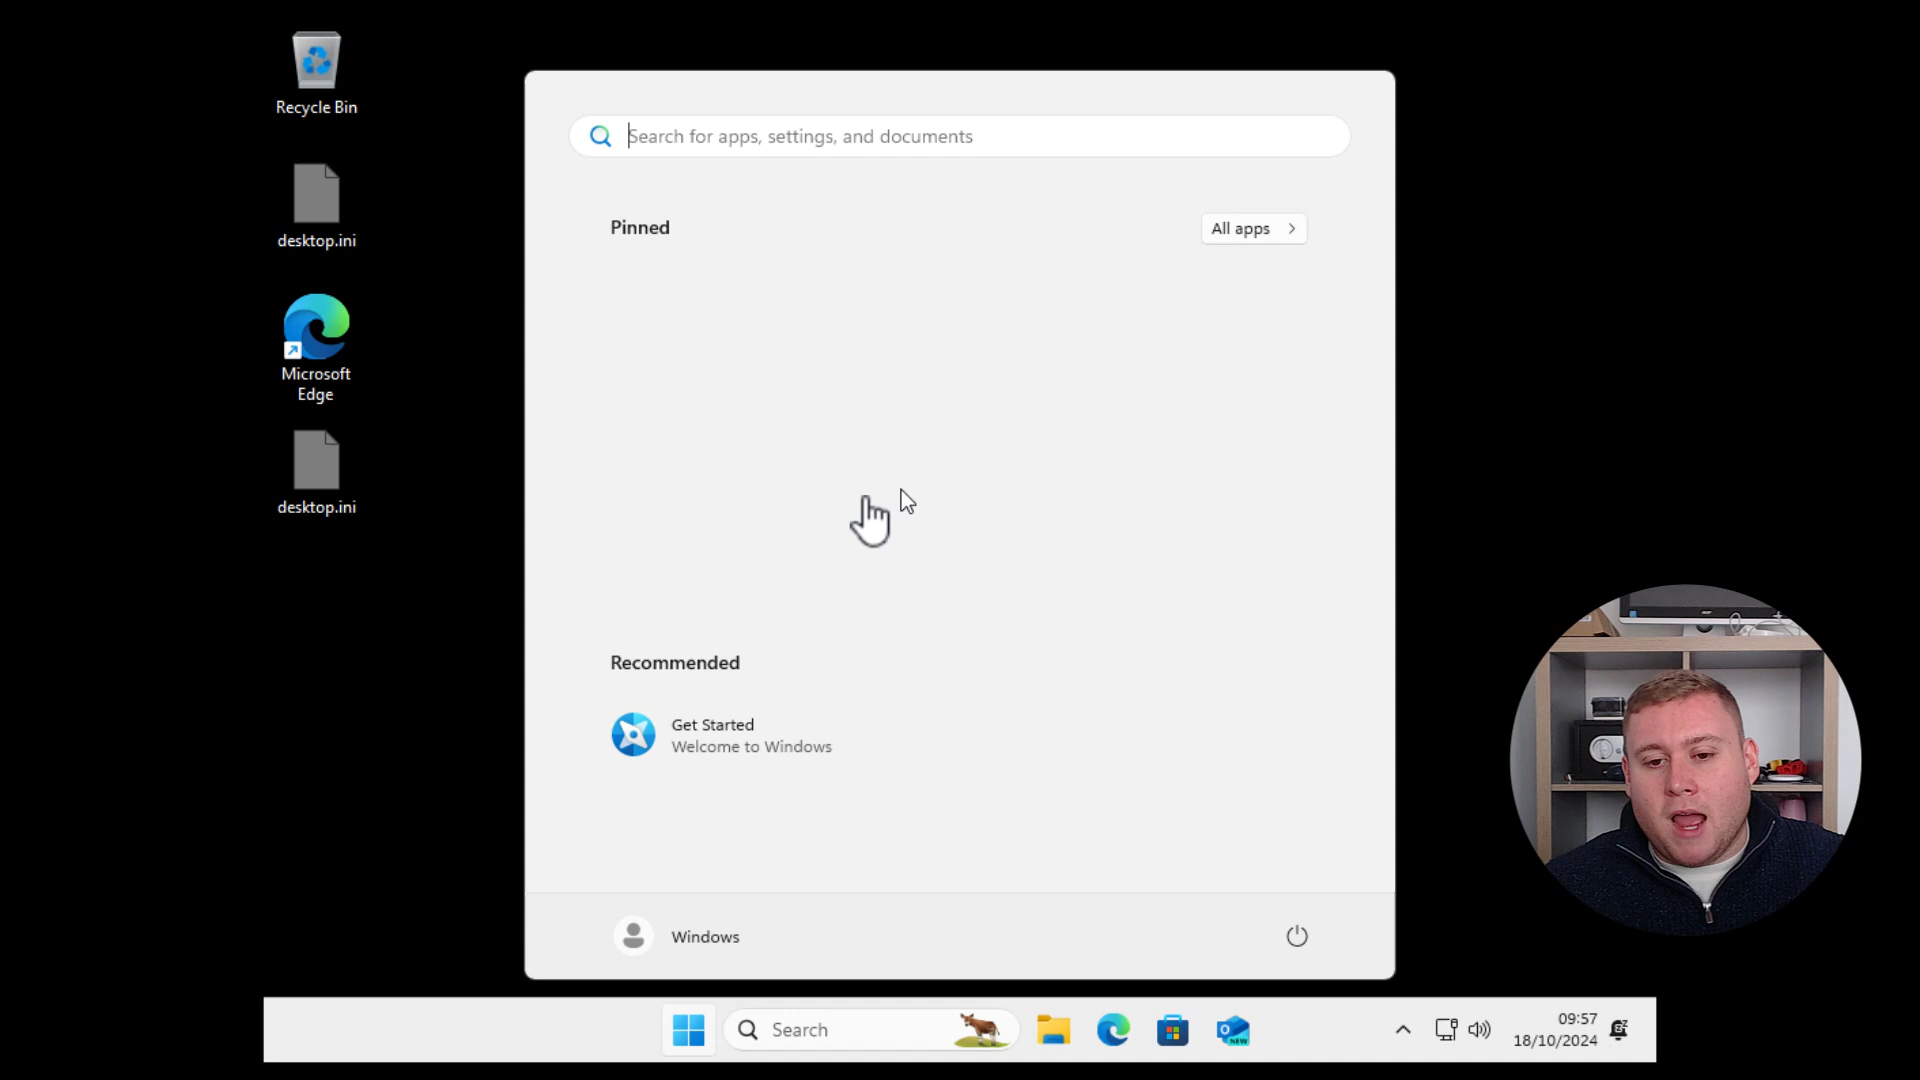 Recycle Bin
desktop.ini
Microsoft
Edge
desktop.ini
Search for apps, settings, and documents
Pinned
All apps
Recommended
Get Started
Welcome to Windows
Windows
Search
NEW
09:57
18/10/2024